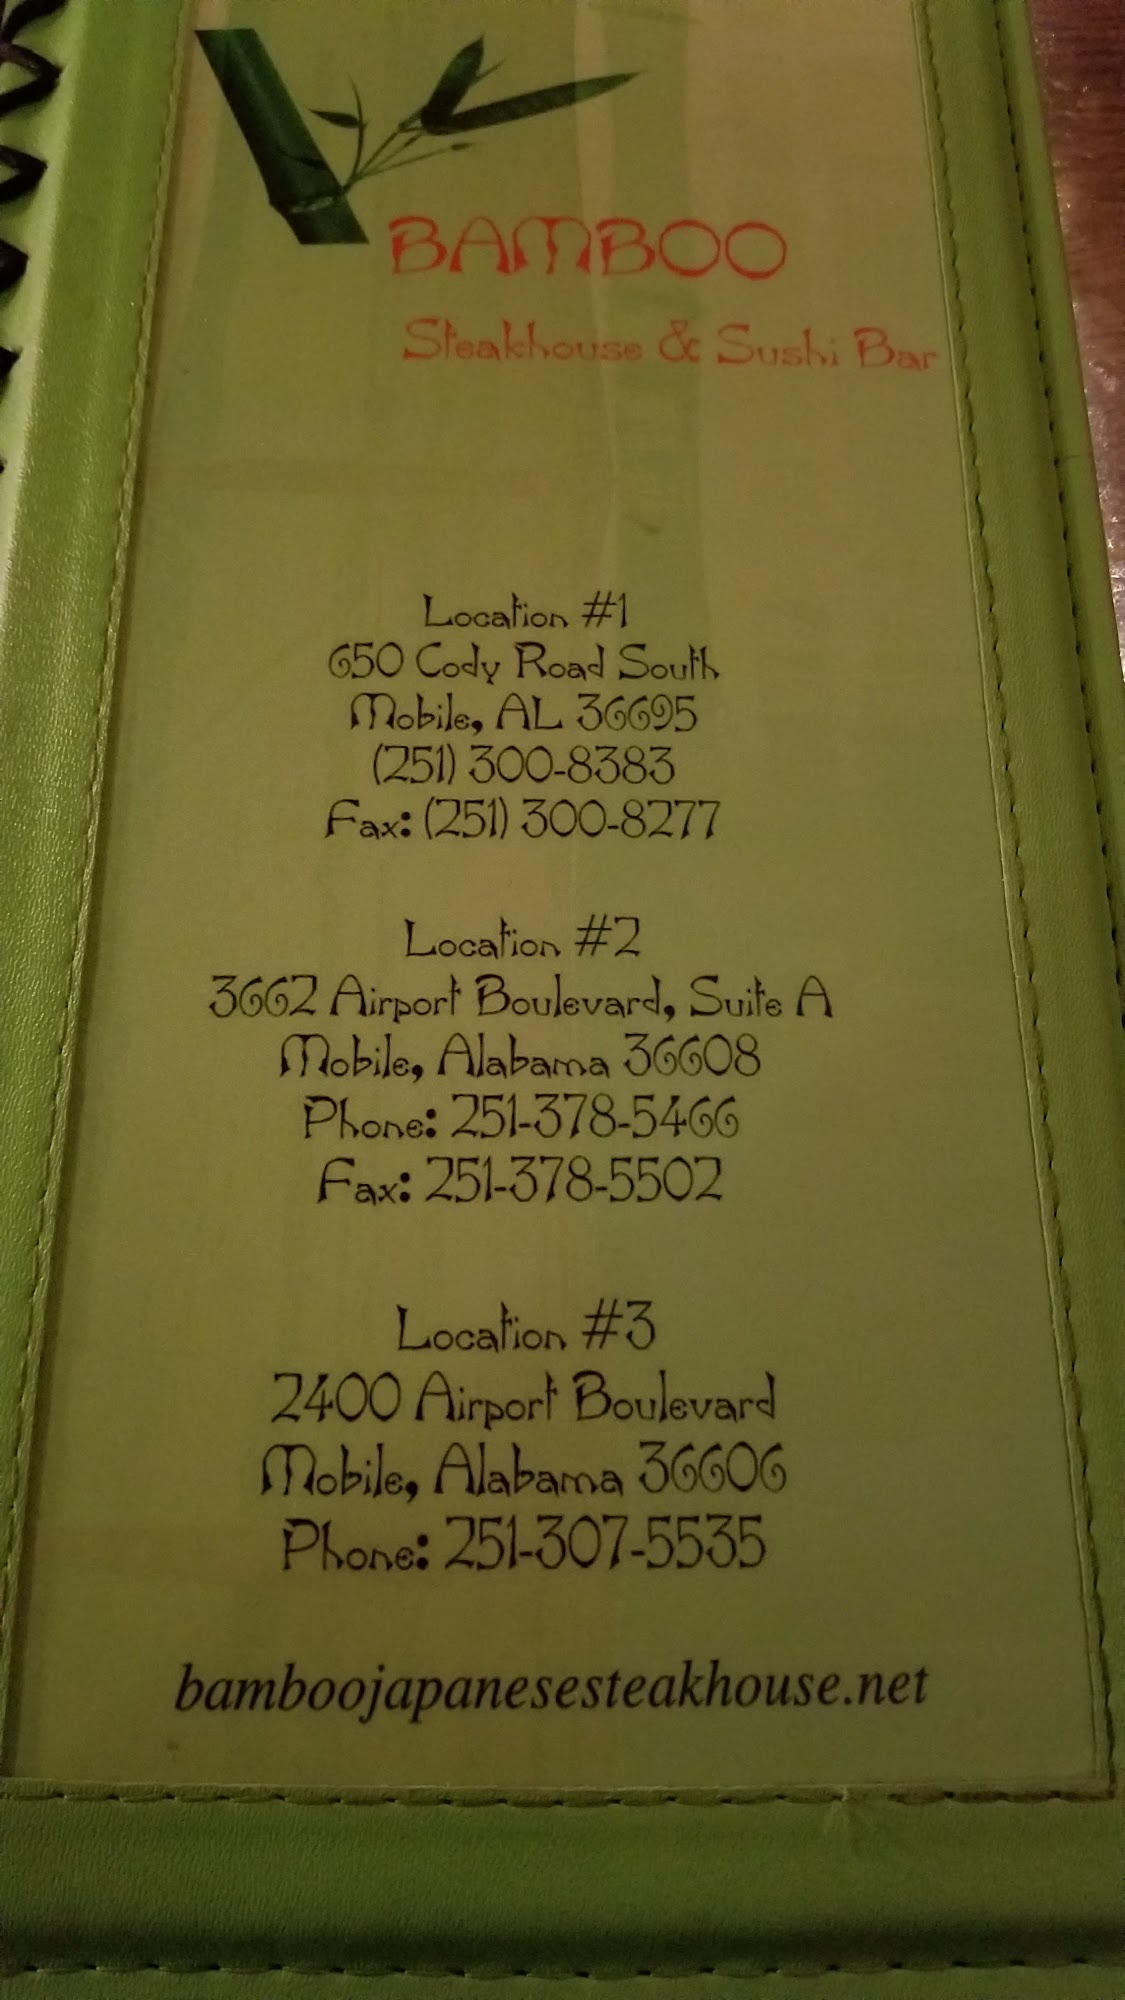 BAMBOO
Steakhouse & Sushi Bar
Location #1
650 Cody Road South
Mobile, AL 36695
(251) 300-8383
Fax: (251) 300-8277
Location #2
3662 Airport Boulevard, Suite A
Mobile, Alabama 36608
Phone: 251-378-5466
Fax: 251-378-5502
Location #3
2400 Airport Boulevard
Mobile, Alabama 36606
Phone: 251-307-5535
bamboojapanesesteakhouse.net